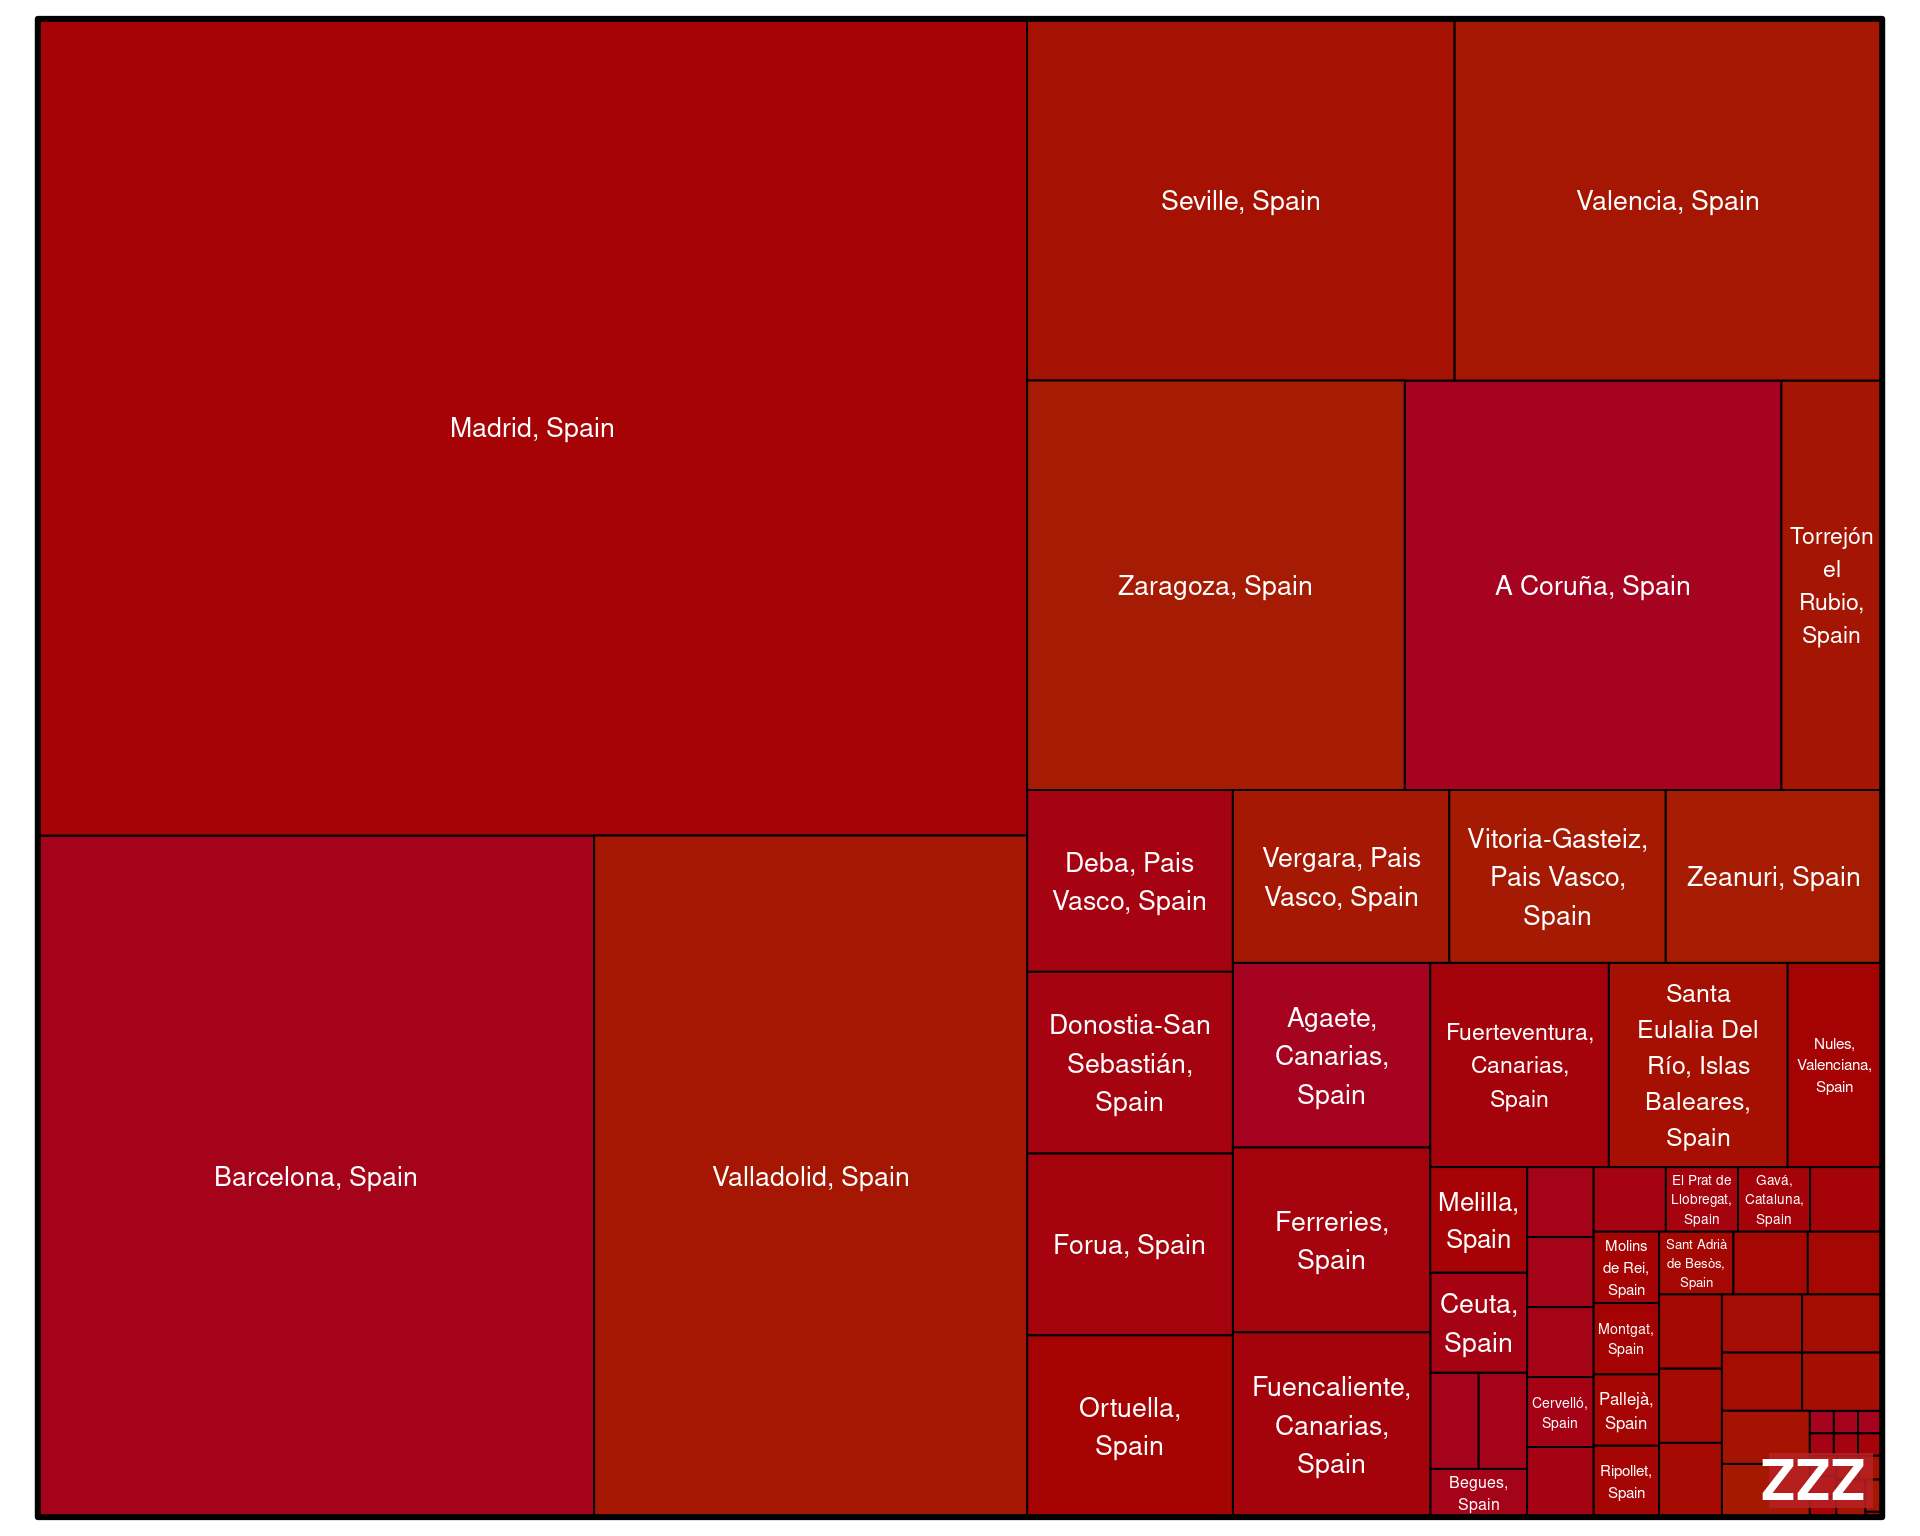 Madrid, Spain
Seville, Spain
Valencia, Spain
Zaragoza, Spain
A Coruña, Spain
Torrejón
el
Rubio,
Spain
Barcelona, Spain
Valladolid, Spain
Deba, Pais
Vasco, Spain
Vergara, Pais
Vasco, Spain
Vitoria-Gasteiz,
Pais Vasco,
Spain
Zeanuri, Spain
Donostia-San
Sebastián,
Spain
Agaete,
Canarias,
Spain
Fuerteventura,
Canarias,
Spain
Santa
Eulalia Del
Río, Islas
Baleares,
Spain
Nules,
Valenciana,
Spain
Forua, Spain
Ferreries,
Spain
Melilla,
Spain
El Prat de
Llobregat,
Spain
Gavá,
Cataluna,
Spain
Molins
de Rei,
Spain
Sant Adrià
de Besòs,
Spain
Ceuta,
Spain
Montgat,
Spain
Ortuella,
Spain
Fuencaliente,
Canarias,
Spain
Cervelló,
Spain
Pallejà,
Spain
Begues,
Spain
Ripollet,
Spain
ZZZ